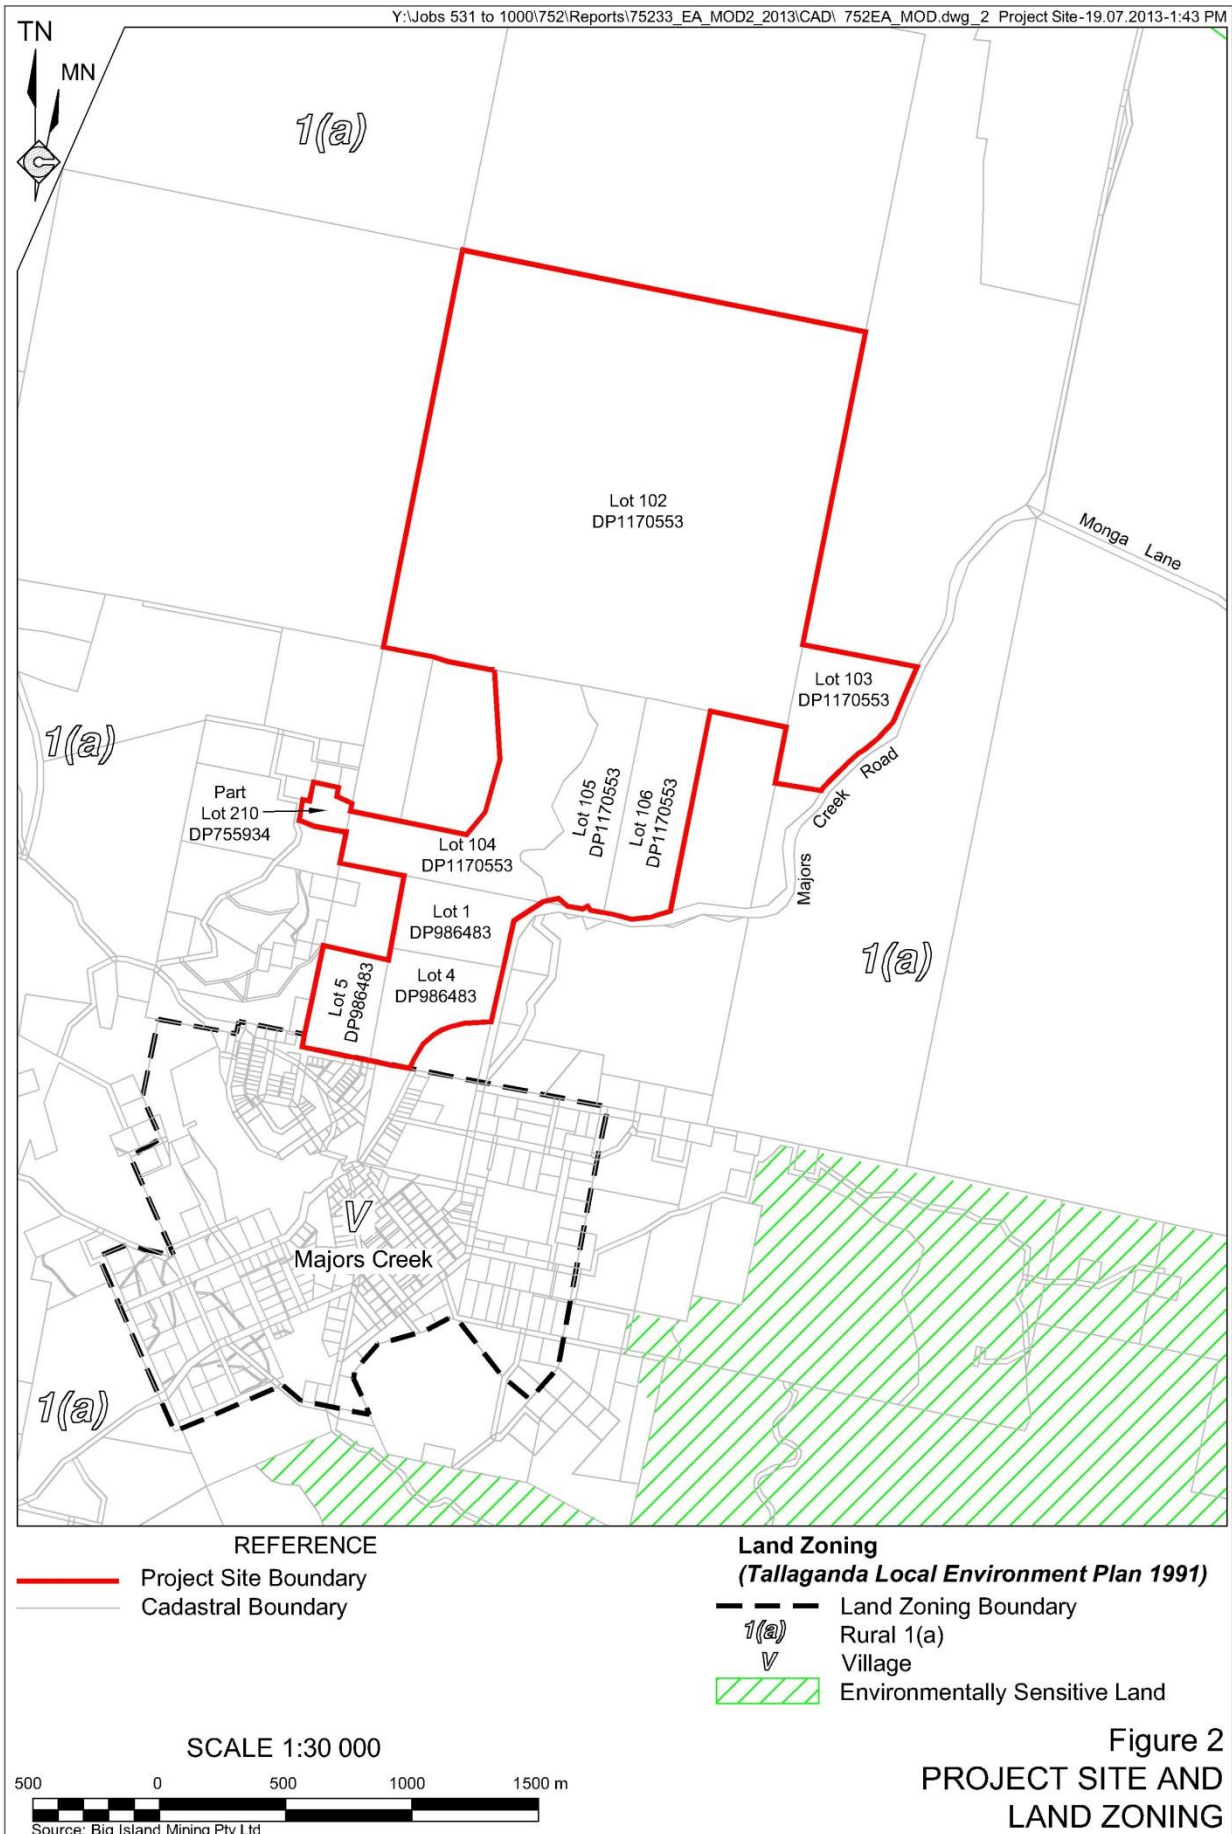 Y:\Jobs 531 to 1000\752\Reports\75233_EA_MOD2_2013\CAD\ 752EA_MOD.dwg_2 Project Site-19.07.2013-1:43 PM
TN
MN
1(a)
Lot 102
DP1170553
Monga Lane
Lot 103
DP1170553
1(a)
Majors Creek Road
Part
Lot 210
DP755934
Lot 105
DP1170553
Lot 106
DP1170553
Lot 104
DP1170553
Lot 1
DP986483
1(a)
Lot 5
DP986483
Lot 4
DP986483
V
Majors Creek
1(a)
REFERENCE
Project Site Boundary
Cadastral Boundary
Land Zoning
(Tallaganda Local Environment Plan 1991)
Land Zoning Boundary
1(a) Rural 1(a)
V Village
Environmentally Sensitive Land
SCALE 1:30 000
500 0 500 1000 1500 m
Source: Big Island Mining Pty Ltd
Figure 2
PROJECT SITE AND
LAND ZONING